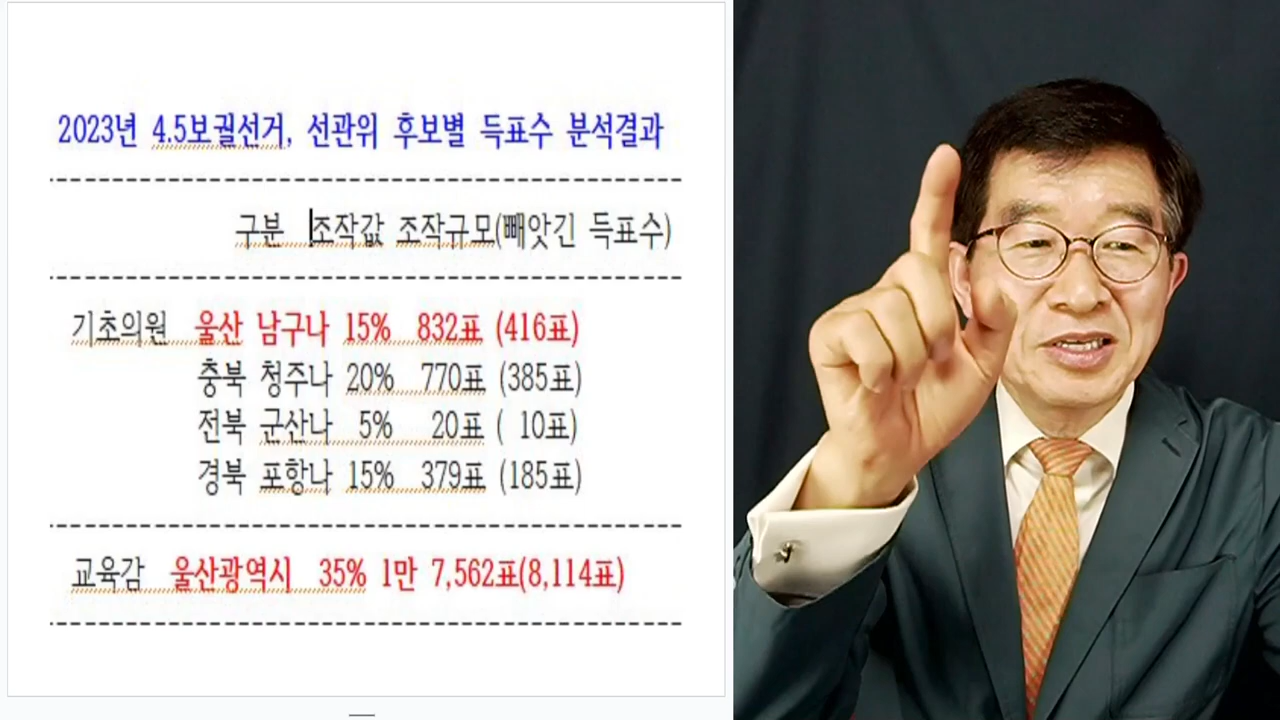 2023년 4.5보궐선거, 선관위 후보별 득표수 분석결과
구분 조작값 조작규모(빼앗긴 득표수)
기초의원 울산 남구나 15% 832표 (416표)
충북 청주나 20% 770표 (385표)
전북 군산나 5% 20표 ( 10표)
경북 포항나 15% 379표 (185표)
교육감 울산광역시 35% 1만 7,562표(8,114표)